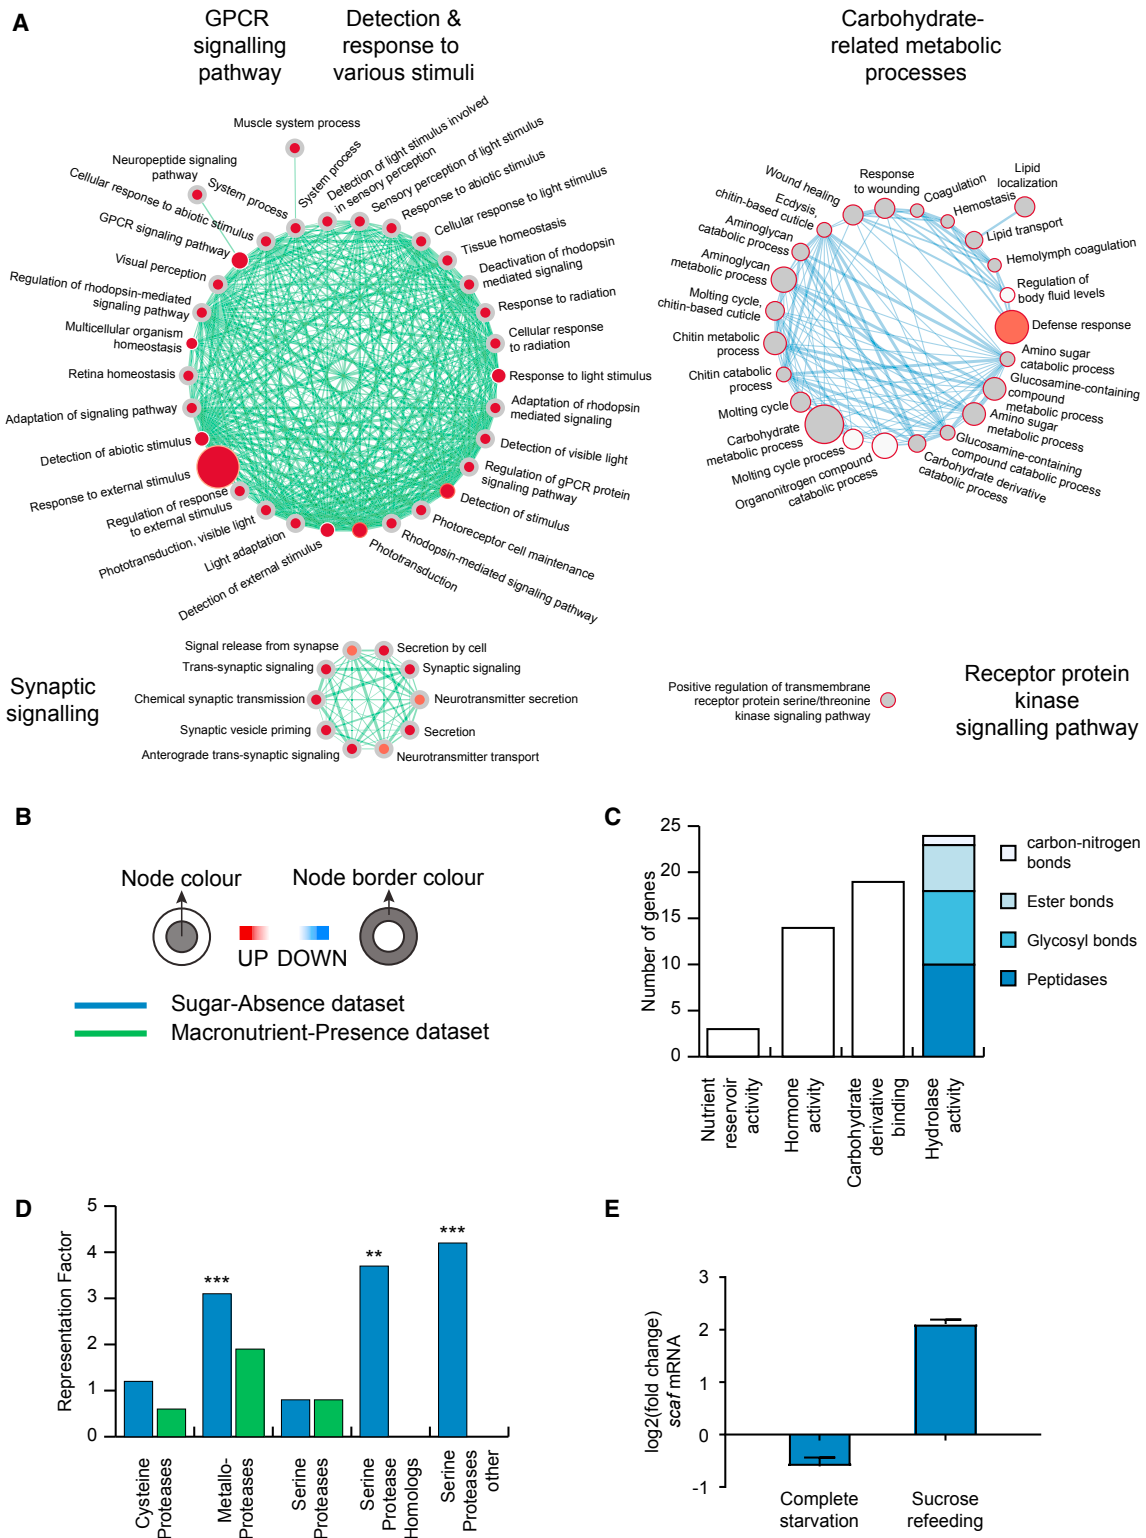 A
GPCR
signalling
pathway
Detection &
response to
various stimuli
Carbohydrate-
related metabolic
processes
Muscle system process
Neuropeptide signaling
pathway
System process
Cellular response to abiotic stimulus
GPCR signaling pathway
Visual perception
Regulation of rhodopsin-mediated
signaling pathway
Multicellular organism
homeostasis
Retina homeostasis
Adaptation of signaling pathway
Detection of abiotic stimulus
Response to external stimulus
Regulation of response
to external stimulus
Phototransduction, visible light
Light adaptation
Detection of external stimulus
System process
Detection of light stimulus involved
in sensory perception
Sensory perception of light stimulus
Response to abiotic stimulus
Cellular response to light stimulus
Tissue homeostasis
Deactivation of rhodopsin
mediated signaling
Response to radiation
Cellular response
to radiation
Response to light stimulus
Adaptation of rhodopsin
mediated signaling
Detection of visible light
Regulation of gPCR protein
signaling pathway
Detection of stimulus
Photoreceptor cell maintenance
Rhodopsin-mediated signaling pathway
Phototransduction
Wound healing
Response
to wounding
Ecdysis,
chitin-based cuticle
Aminoglycan
catabolic process
Aminoglycan
metabolic process
Molting cycle,
chitin-based cuticle
Chitin metabolic
process
Chitin catabolic
process
Molting cycle
Carbohydrate
metabolic process
Molting cycle process
Organonitrogen compound
catabolic process
Coagulation
Hemostasis
Lipid
localization
Lipid transport
Hemolymph coagulation
Regulation of
body fluid levels
Defense response
Amino sugar
catabolic process
Glucosamine-containing
compound
metabolic process
Amino sugar
metabolic process
Glucosamine-containing
compound catabolic process
Carbohydrate derivative
catabolic process
Synaptic
signalling
Signal release from synapse
Trans-synaptic signaling
Chemical synaptic transmission
Synaptic vesicle priming
Anterograde trans-synaptic signaling
Secretion by cell
Synaptic signaling
Neurotransmitter secretion
Secretion
Neurotransmitter transport
Positive regulation of transmembrane
receptor protein serine/threonine
kinase signaling pathway
Receptor protein
kinase
signalling pathway
B
Node colour
Node border colour
UP DOWN
Sugar-Absence dataset
Macronutrient-Presence dataset
C
Number of genes
25
20
15
10
5
0
Nutrient
reservoir
activity
Hormone
activity
Carbohydrate
derivative
binding
Hydrolase
activity
carbon-nitrogen
bonds
Ester bonds
Glycosyl bonds
Peptidases
D
Representation Factor
5
4
3
2
1
0
***
**
***
Cysteine
Proteases
Metallo-
Proteases
Serine
Proteases
Serine
Protease
Homologs
Serine
Proteases
other
E
log2(fold change)
scaf mRNA
3
2
1
0
-1
Complete
starvation
Sucrose
refeeding